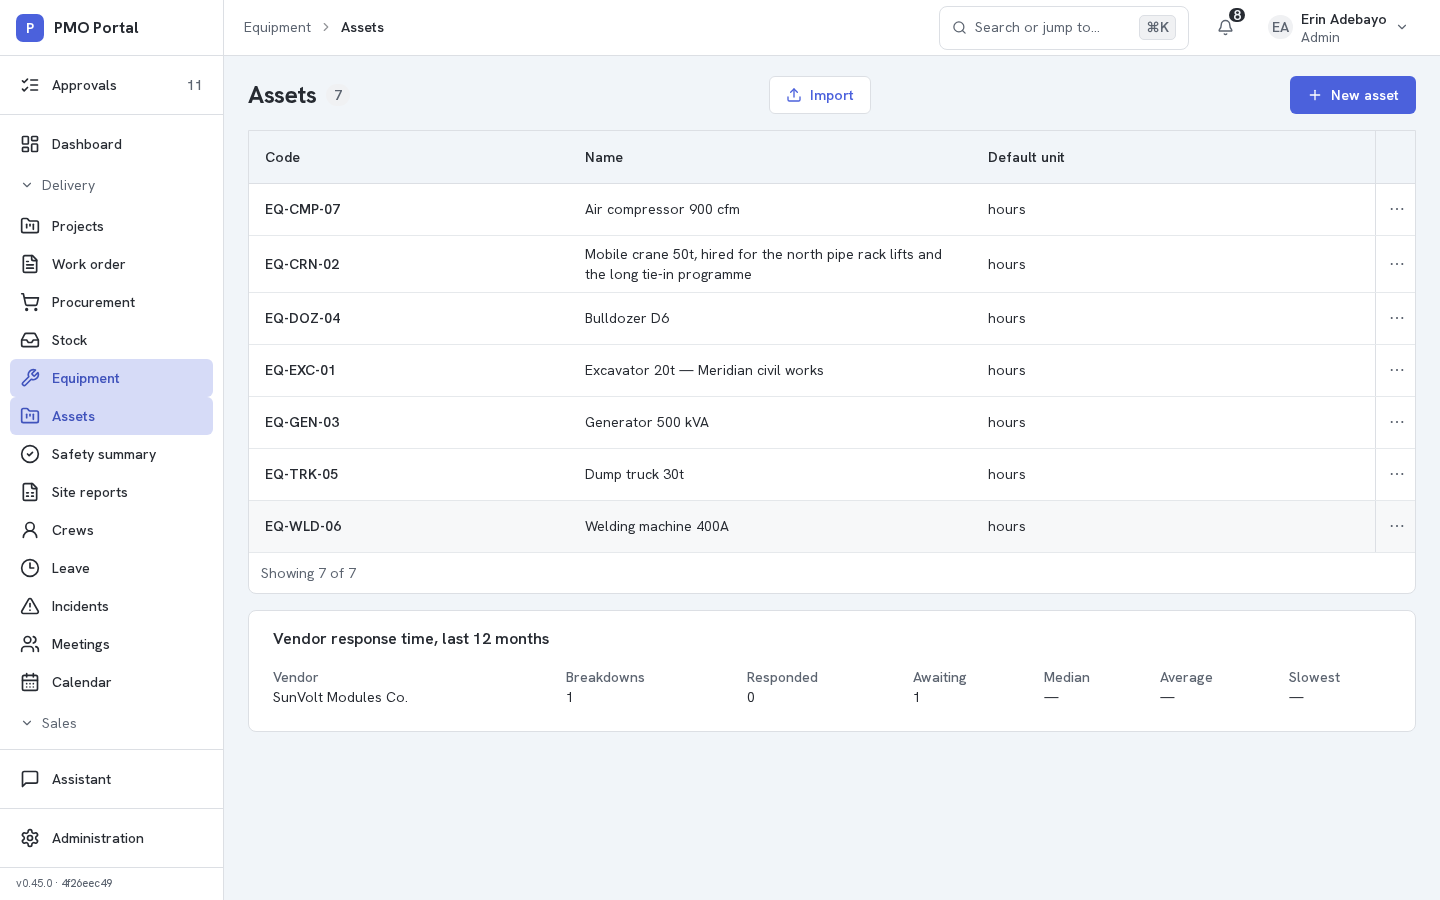 P PMO Portal
Equipment > Assets
Search or jump to...
⌘K
8
EA
Erin Adebayo
Admin
Approvals 11
Dashboard
Delivery
Projects
Work order
Procurement
Stock
Equipment
Assets
Safety summary
Site reports
Crews
Leave
Incidents
Meetings
Calendar
Sales
Assistant
Administration
v0.45.0 · 4f26eec49
Assets 7
Import
New asset
Code Name Default unit
EQ-CMP-07 Air compressor 900 cfm hours
EQ-CRN-02 Mobile crane 50t, hired for the north pipe rack lifts and
the long tie-in programme hours
EQ-DOZ-04 Bulldozer D6 hours
EQ-EXC-01 Excavator 20t — Meridian civil works hours
EQ-GEN-03 Generator 500 kVA hours
EQ-TRK-05 Dump truck 30t hours
EQ-WLD-06 Welding machine 400A hours
Showing 7 of 7
Vendor response time, last 12 months
Vendor Breakdowns Responded Awaiting Median Average Slowest
SunVolt Modules Co. 1 0 1 — — —